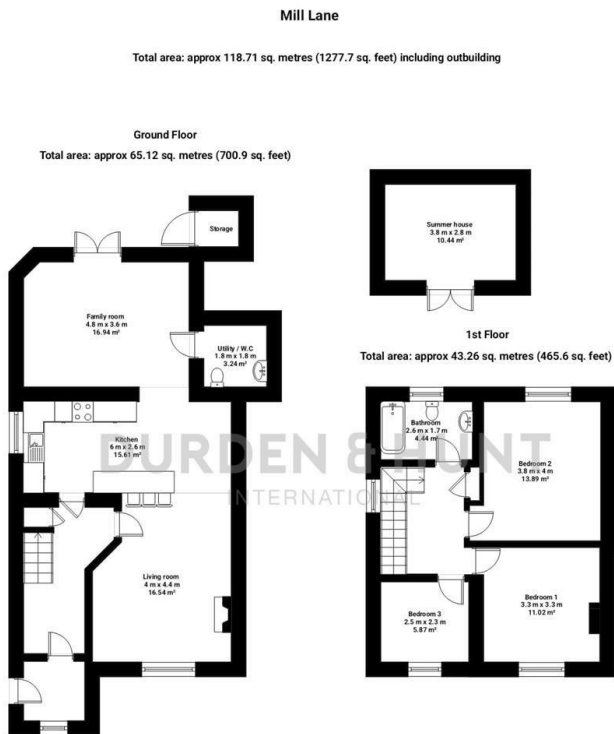 Mill Lane
Total area: approx 118.71 sq. metres (1277.7 sq. feet) including outbuilding
Ground Floor
Total area: approx 65.12 sq. metres (700.9 sq. feet)
Storage
Family room
4.8 m x 3.6 m
16.94 m²
Utility / W.C
1.8 m x 1.8 m
3.24 m²
Kitchen
6 m x 2.6 m
15.61 m²
Living room
4 m x 4.4 m
16.54 m²
Summer house
3.8 m x 2.8 m
10.44 m²
1st Floor
Total area: approx 43.26 sq. metres (465.6 sq. feet)
Bathroom
2.6 m x 1.7 m
4.44 m²
Bedroom 2
3.8 m x 4 m
13.89 m²
Bedroom 1
3.3 m x 3.3 m
11.02 m²
Bedroom 3
2.5 m x 2.3 m
5.87 m²
DURDEN & HUNT
INTERNATIONAL